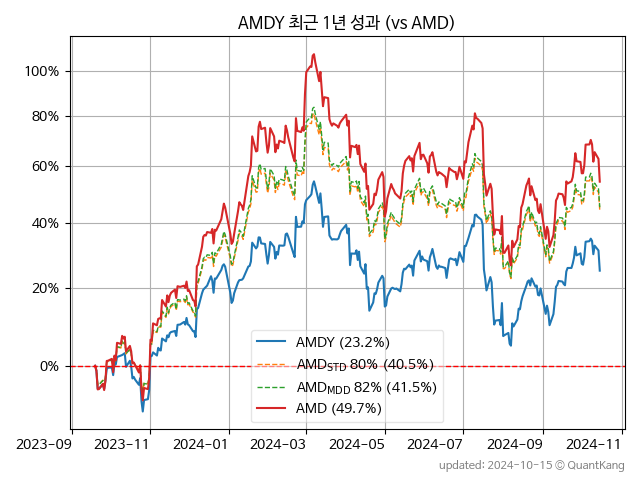 AMDY 최근 1년 성과 (vs AMD)
100%
80%
60%
40%
20%
0%
AMDY (23.2%)
AMD_STD 80% (40.5%)
AMD_MDD 82% (41.5%)
AMD (49.7%)
2023-09 2023-11 2024-01 2024-03 2024-05 2024-07 2024-09 2024-11
updated: 2024-10-15 © QuantKang